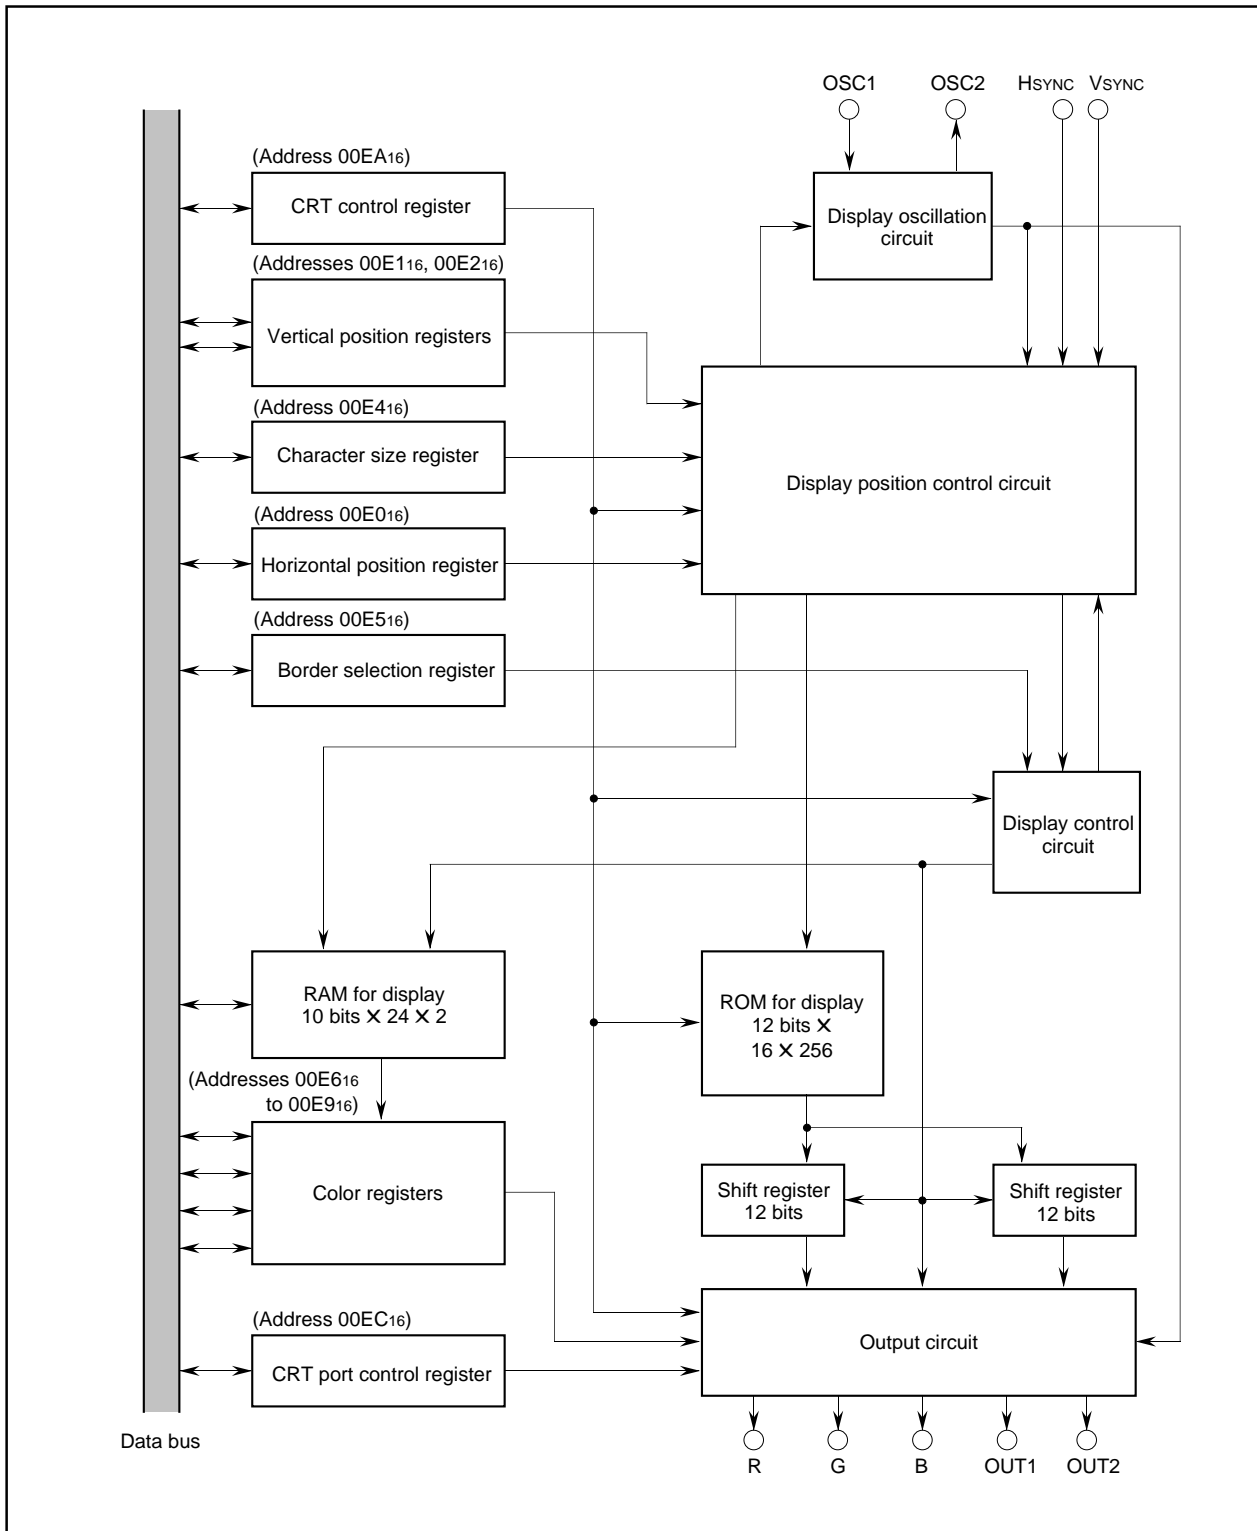 OSC1
OSC2
HSYNC
VSYNC
(Address 00EA16)
CRT control register
Display oscillation
circuit
(Addresses 00E116, 00E216)
Vertical position registers
(Address 00E416)
Character size register
Display position control circuit
(Address 00E016)
Horizontal position register
(Address 00E516)
Border selection register
Display control
circuit
RAM for display
10 bits × 24 × 2
ROM for display
12 bits ×
16 × 256
(Addresses 00E616
to 00E916)
Color registers
Shift register
12 bits
Shift register
12 bits
(Address 00EC16)
CRT port control register
Output circuit
Data bus
R
G
B
OUT1
OUT2